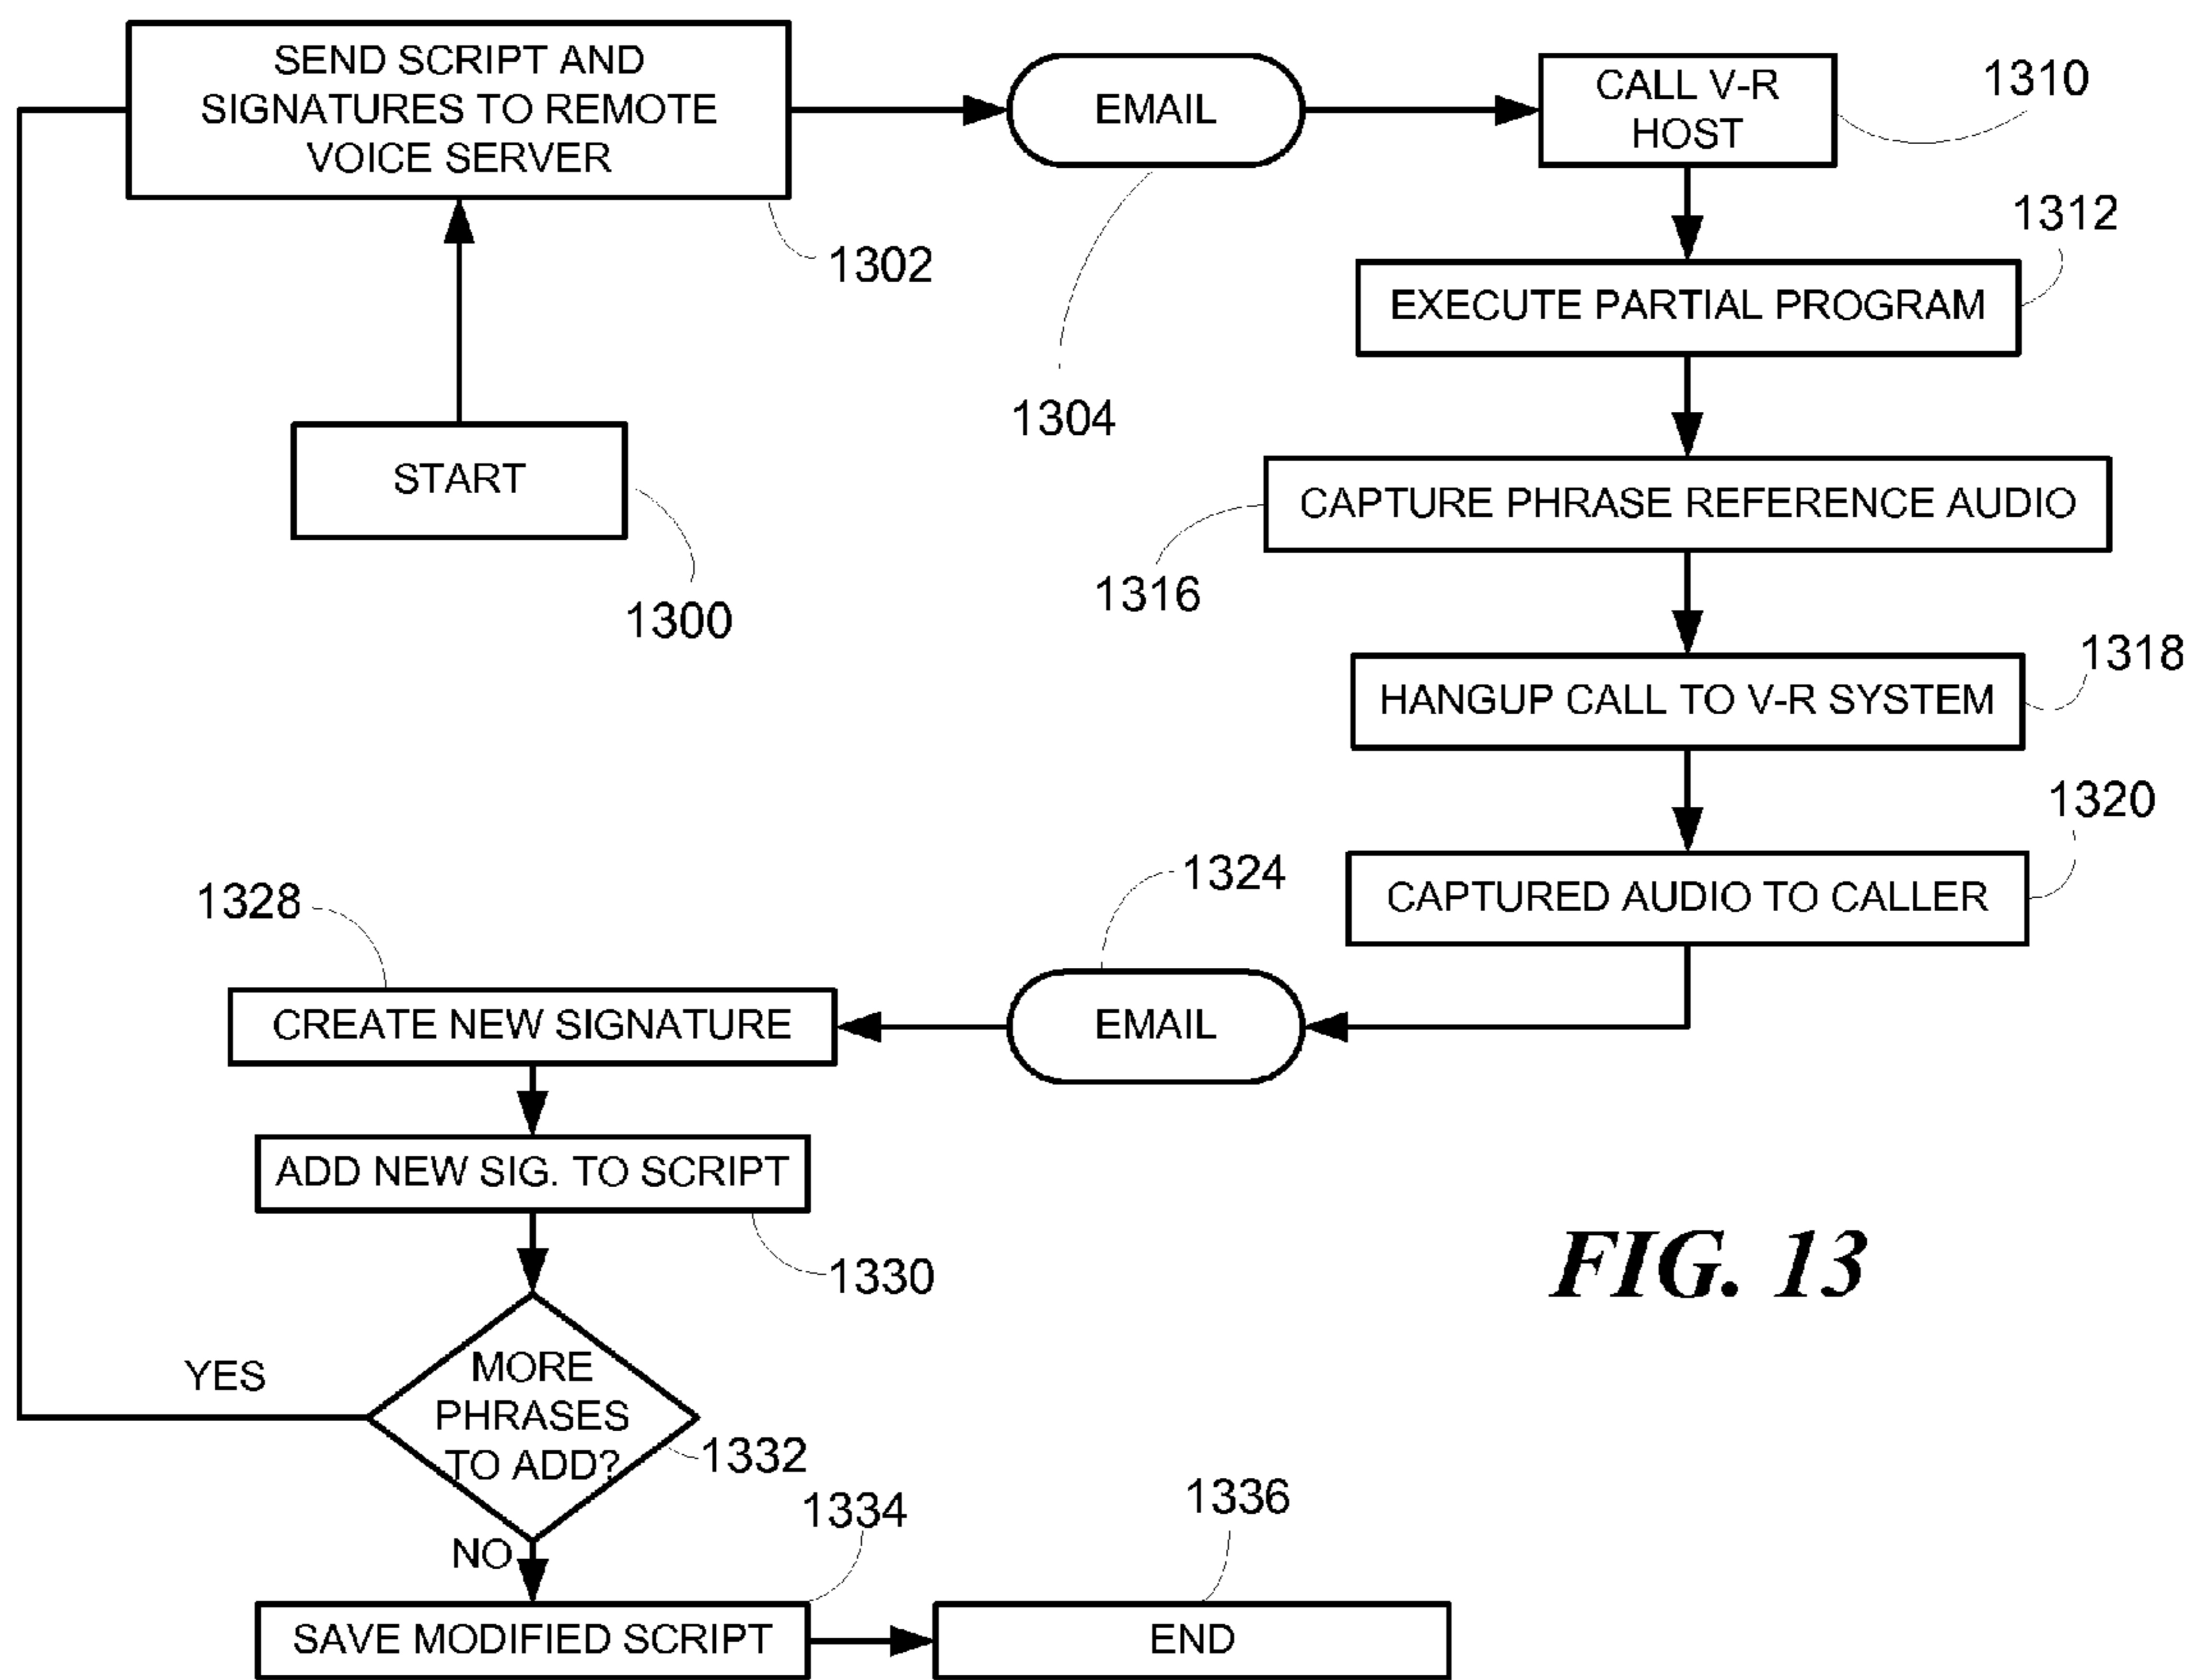 SEND SCRIPT AND
SIGNATURES TO REMOTE
VOICE SERVER
1302
START
1300
EMAIL
1304
CALL V-R
HOST
1310
EXECUTE PARTIAL PROGRAM
1312
CAPTURE PHRASE REFERENCE AUDIO
1316
HANGUP CALL TO V-R SYSTEM
1318
CAPTURED AUDIO TO CALLER
1320
EMAIL
1324
CREATE NEW SIGNATURE
1328
ADD NEW SIG. TO SCRIPT
1330
MORE
PHRASES
TO ADD?
1332
YES
NO
SAVE MODIFIED SCRIPT
1334
END
1336
FIG. 13